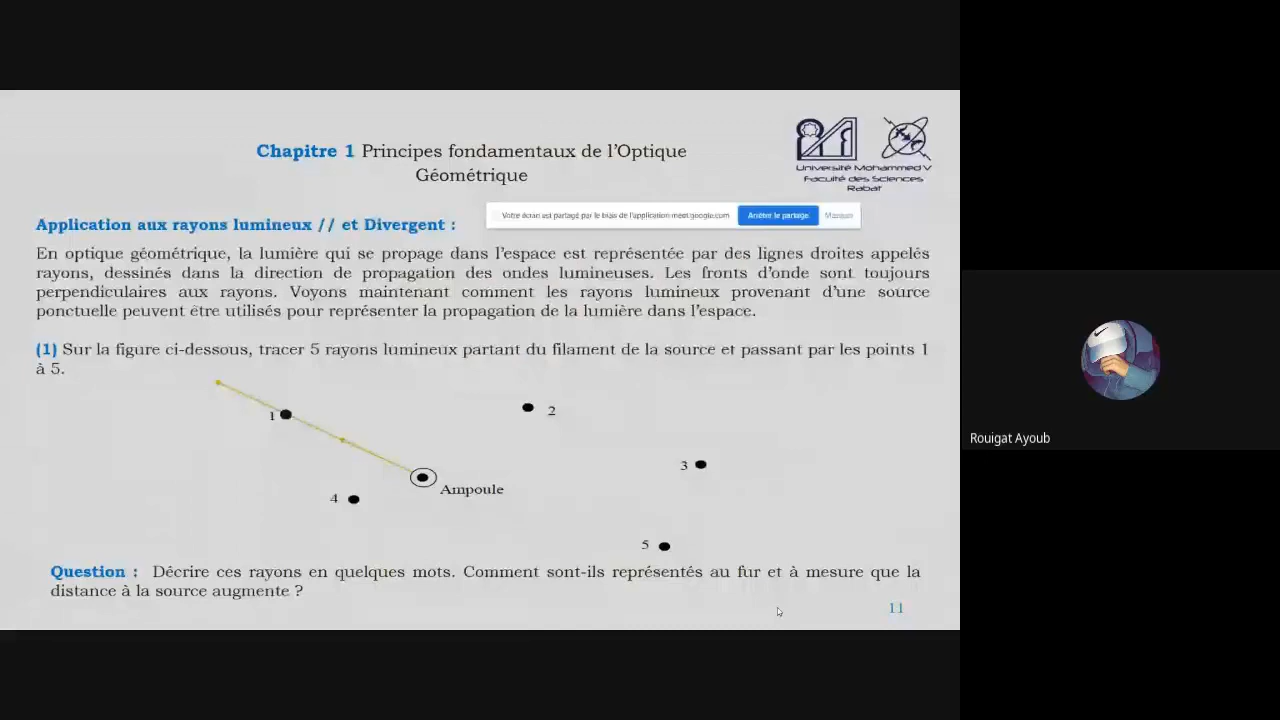 Chapitre 1 Principes fondamentaux de l'Optique
Géométrique
Université Mohammed V
Faculté des Sciences
Rabat
Votre écran est partagé par le biais de l'application meet.google.com Arrêter le partage Masquer
Application aux rayons lumineux // et Divergent :
En optique géométrique, la lumière qui se propage dans l'espace est représentée par des lignes droites appelés
rayons, dessinés dans la direction de propagation des ondes lumineuses. Les fronts d'onde sont toujours
perpendiculaires aux rayons. Voyons maintenant comment les rayons lumineux provenant d'une source
ponctuelle peuvent être utilisés pour représenter la propagation de la lumière dans l'espace.
(1) Sur la figure ci-dessous, tracer 5 rayons lumineux partant du filament de la source et passant par les points 1
à 5.
1
2
3
Ampoule
4
5
Rouigat Ayoub
Question : Décrire ces rayons en quelques mots. Comment sont-ils représentés au fur et à mesure que la
distance à la source augmente ?
11